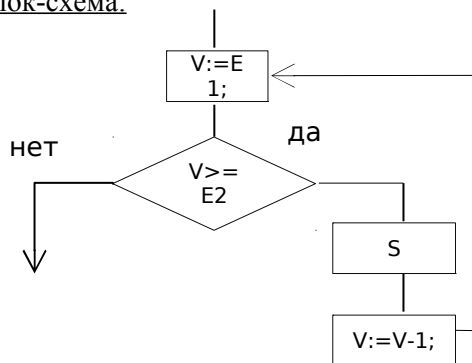 лок-схема:
V:=E
1;
нет
да
V>=
E2
S
V:=V-1;